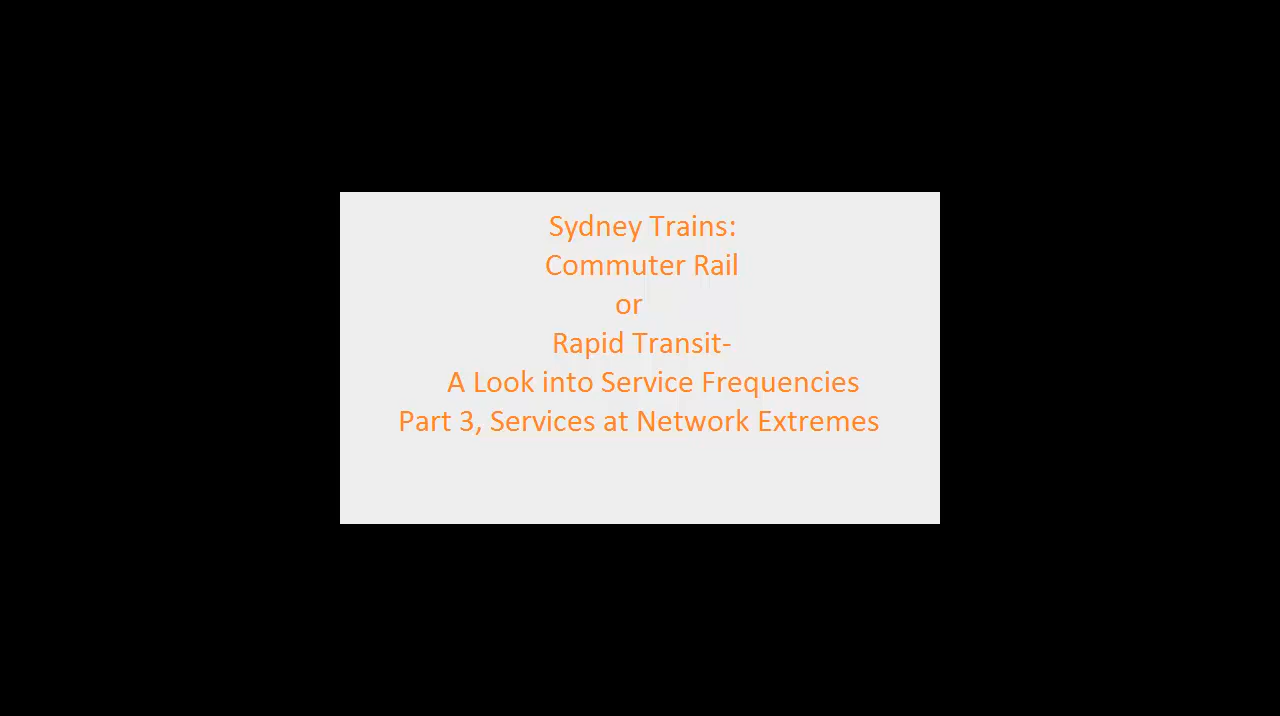 Sydney Trains:
Commuter Rail
or
Rapid Transit-
A Look into Service Frequencies
Part 3, Services at Network Extremes